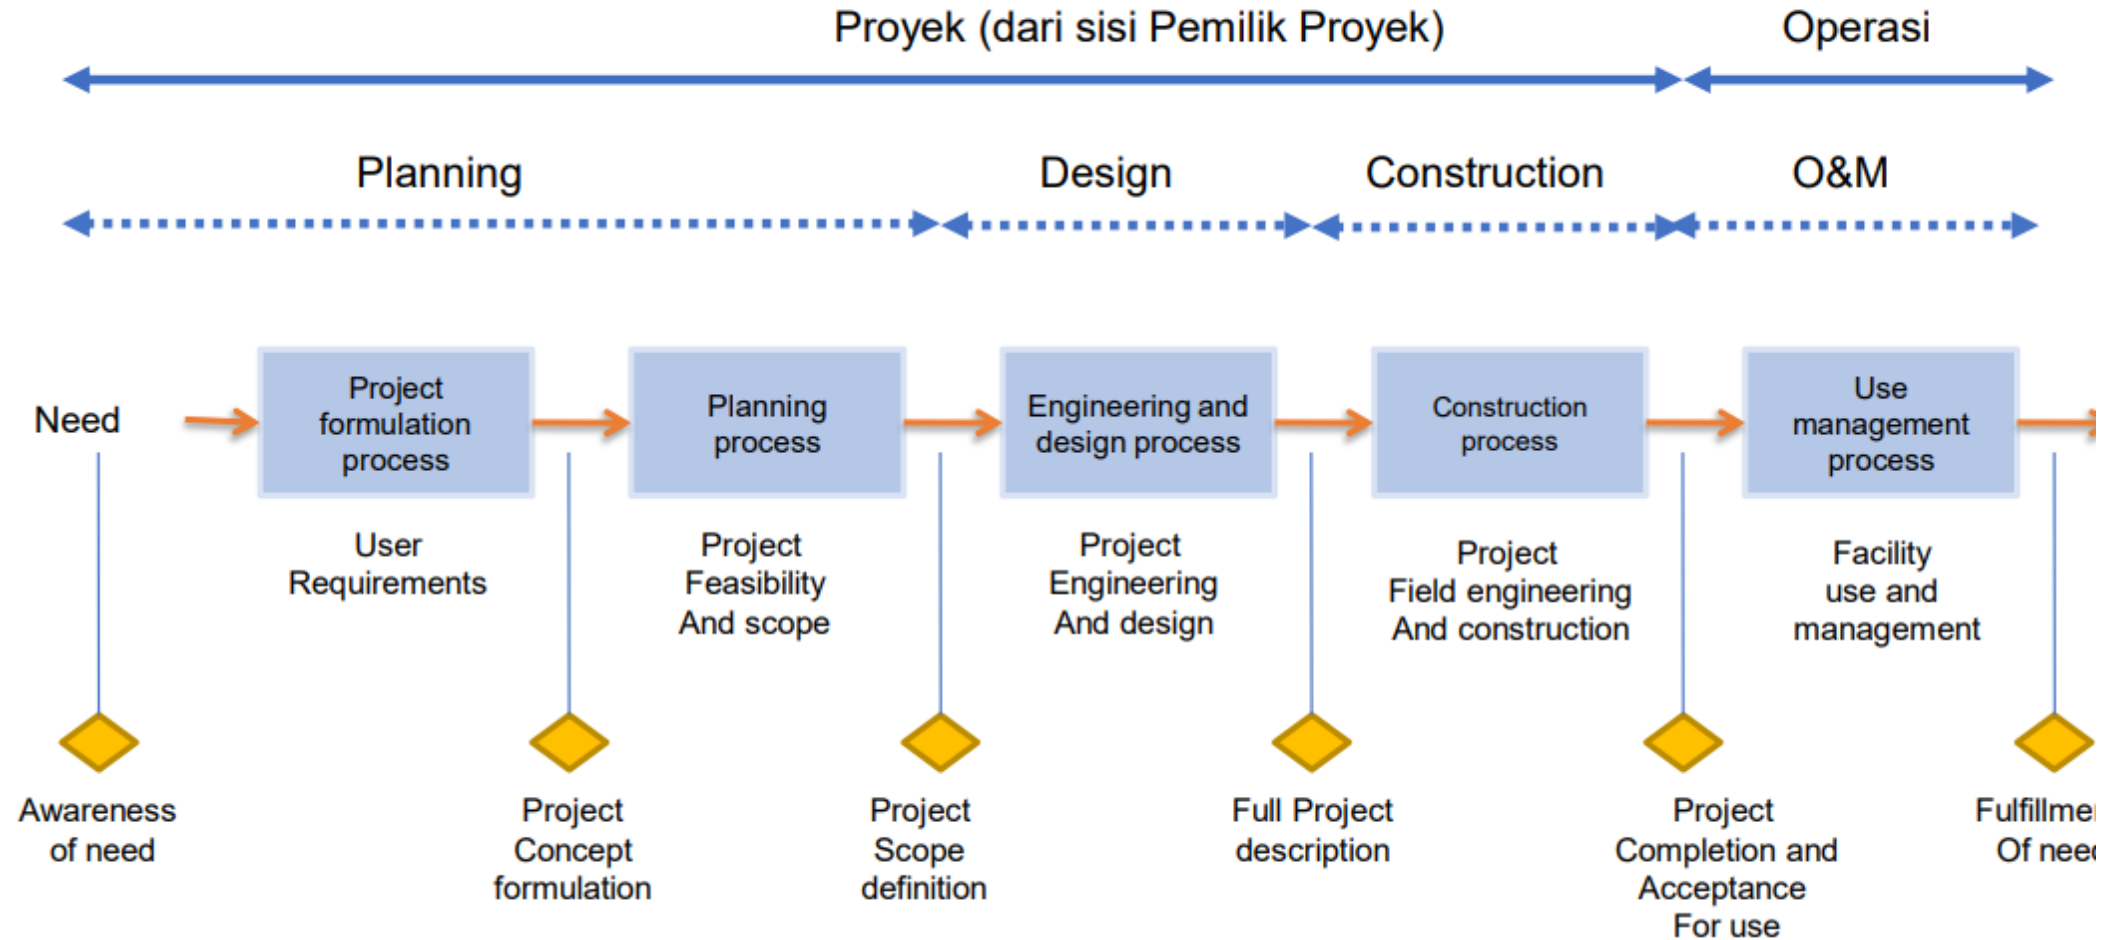 Proyek (dari sisi Pemilik Proyek)
Operasi
Planning
Design
Construction
O&M
Need
Project
formulation
process
Planning
process
Engineering and
design process
Construction
process
Use
management
process
User
Requirements
Project
Feasibility
And scope
Project
Engineering
And design
Project
Field engineering
And construction
Facility
use and
management
Awareness
of need
Project
Concept
formulation
Project
Scope
definition
Full Project
description
Project
Completion and
Acceptance
For use
Fulfillmen
Of need